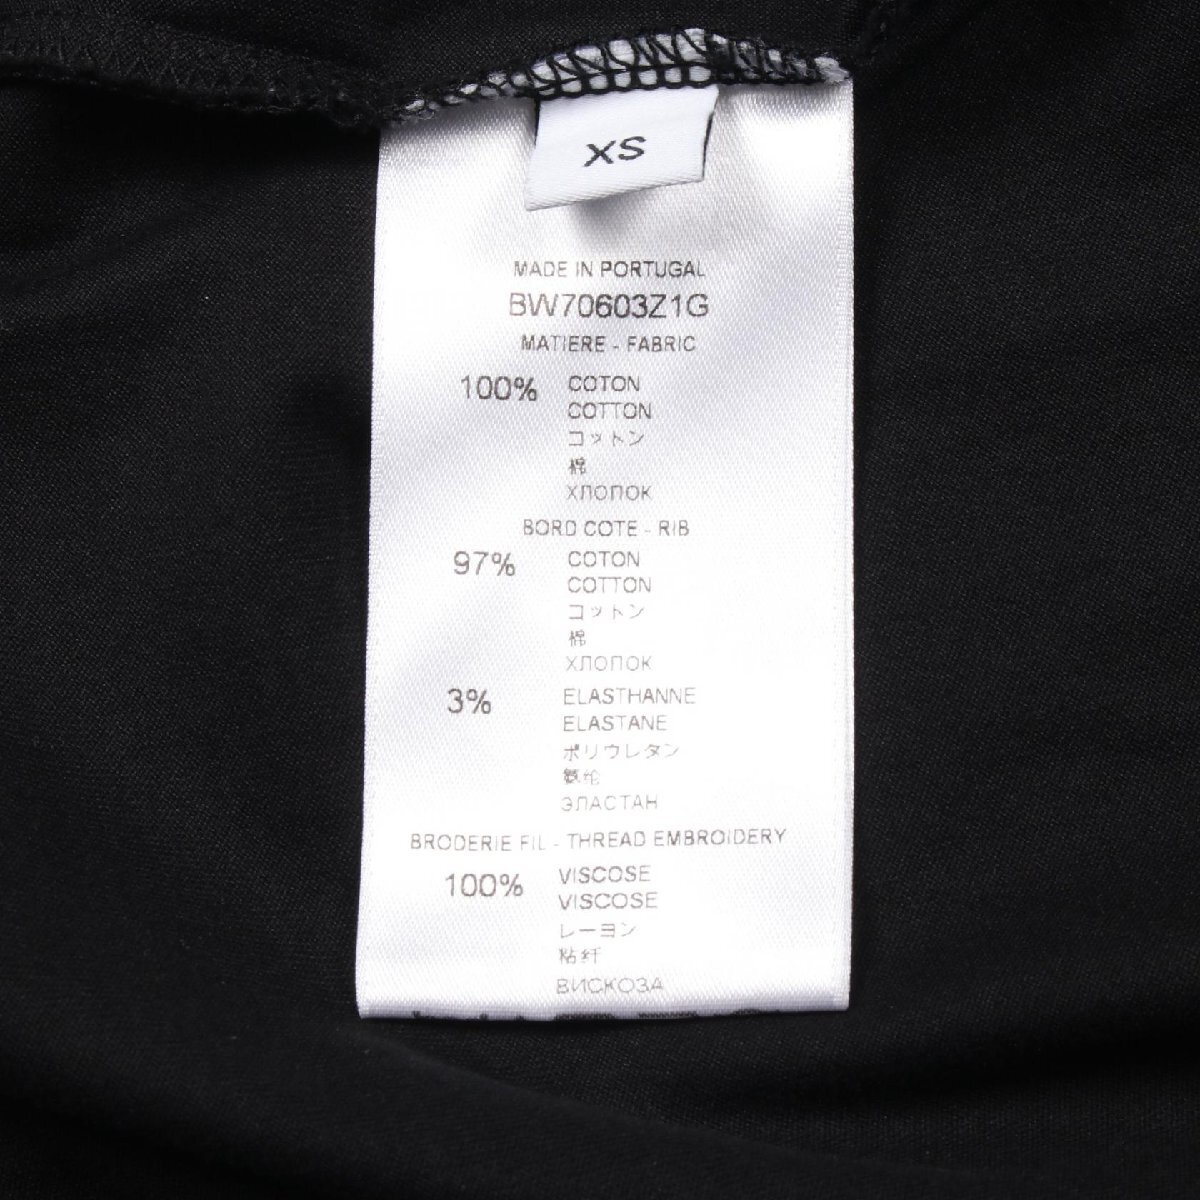 XS
MADE IN PORTUGAL
BW70603Z1G
MATIERE - FABRIC
100% COTON
COTTON
コットン
棉
ХЛОПОК
BORD COTE - RIB
97% COTON
COTTON
コットン
棉
ХЛОПОК
3% ELASTHANNE
ELASTANE
ポリウレタン
氨纶
ЭЛАСТАН
BRODERIE FIL - THREAD EMBROIDERY
100% VISCOSE
VISCOSE
レーヨン
粘纤
ВИСКОЗА